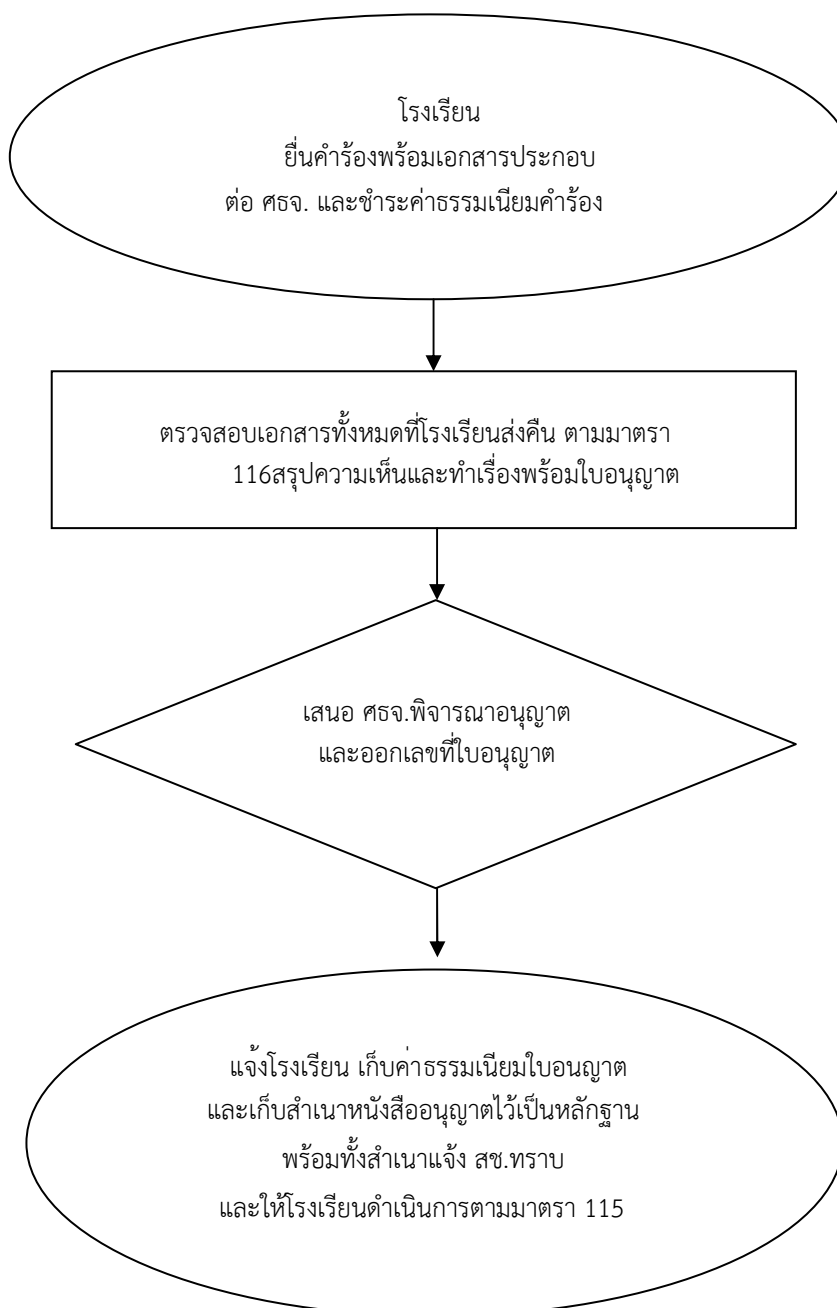 โรงเรียน
ยื่นคำร้องพร้อมเอกสารประกอบ
ต่อ ศธจ. และชำระค่าธรรมเนียมคำร้อง
ตรวจสอบเอกสารทั้งหมดที่โรงเรียนส่งคืน ตามมาตรา
116สรุปความเห็นและทำเรื่องพร้อมใบอนุญาต
เสนอ ศธจ.พิจารณาอนุญาต
และออกเลขที่ใบอนุญาต
แจ้งโรงเรียน เก็บค่าธรรมเนียมใบอนญาต
และเก็บสำเนาหนังสืออนุญาตไว้เป็นหลักฐาน
พร้อมทั้งสำเนาแจ้ง สช.ทราบ
และให้โรงเรียนดำเนินการตามมาตรา 115